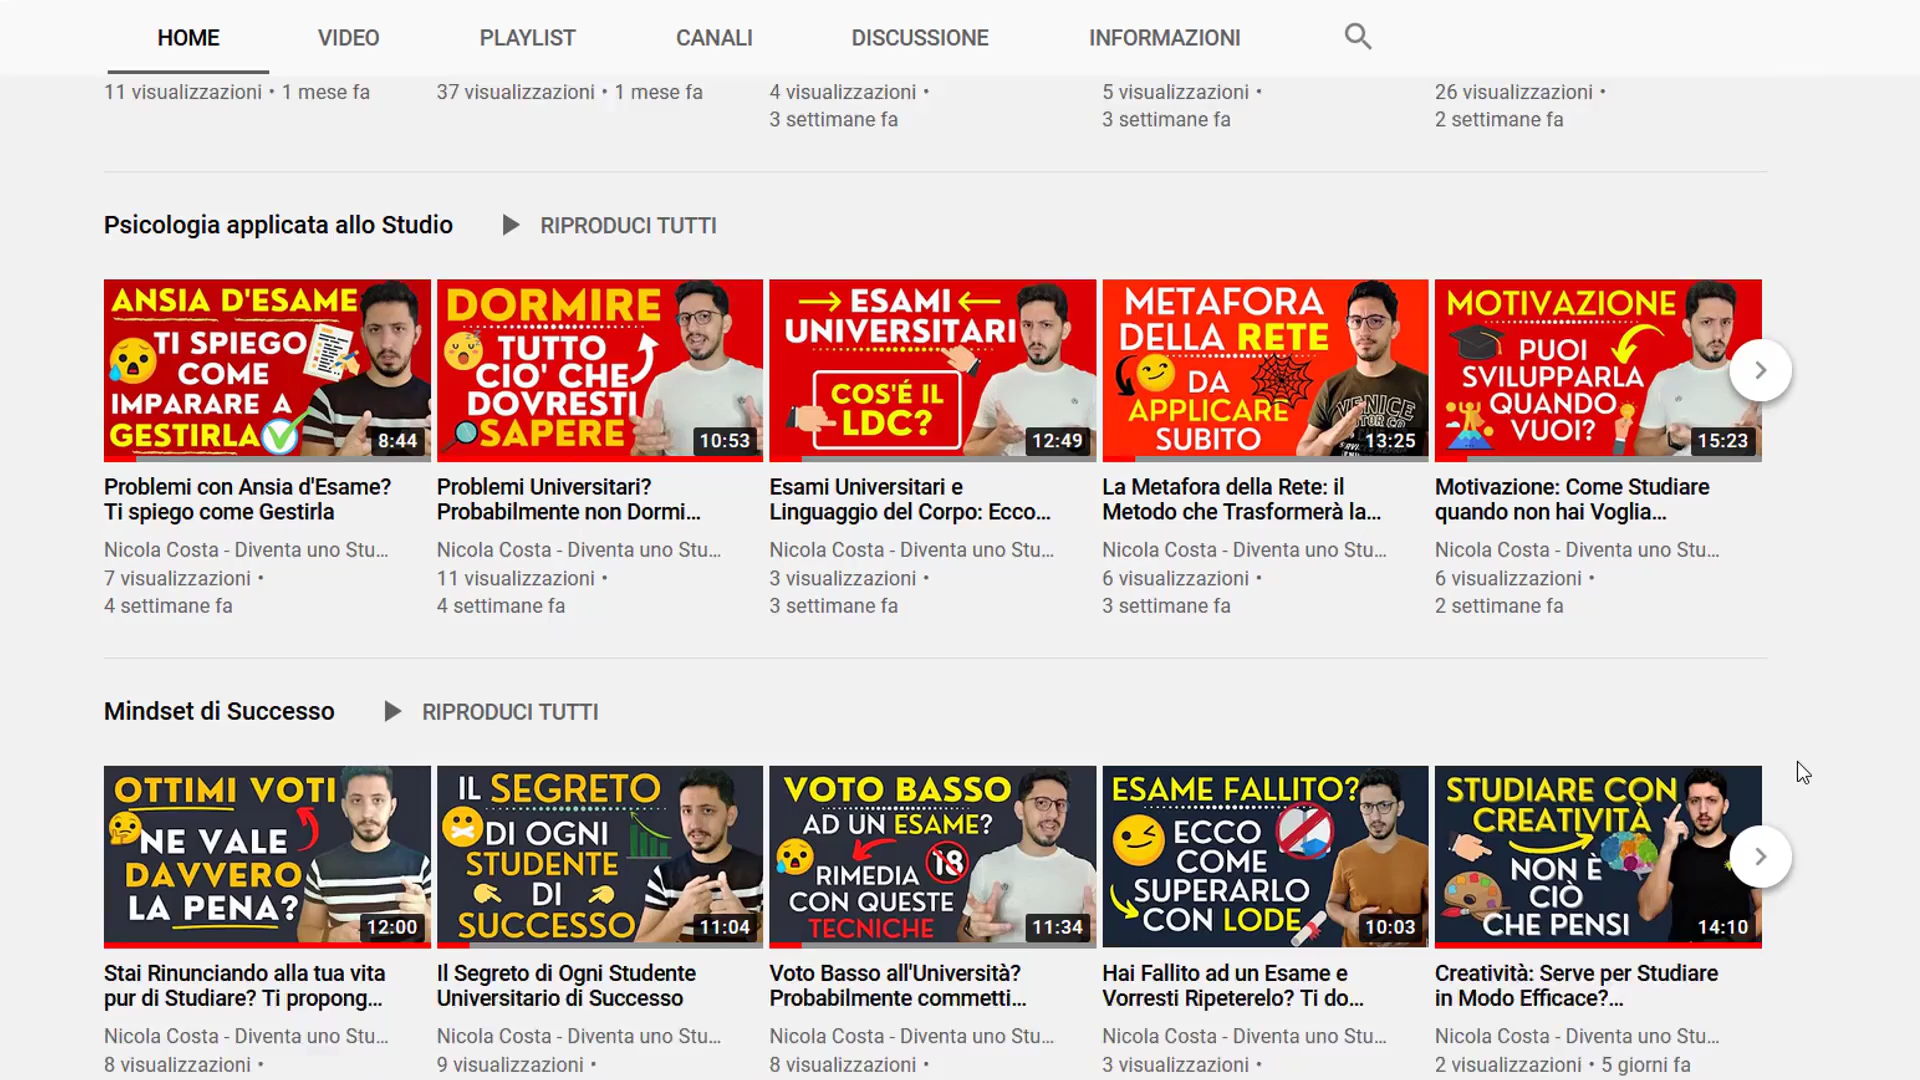 HOME VIDEO PLAYLIST CANALI DISCUSSIONE INFORMAZIONI
11 visualizzazioni • 1 mese fa
37 visualizzazioni • 1 mese fa
4 visualizzazioni •
3 settimane fa
5 visualizzazioni •
3 settimane fa
26 visualizzazioni •
2 settimane fa
Psicologia applicata allo Studio RIPRODUCI TUTTI
ANSIA D'ESAME
TI SPIEGO
COME
IMPARARE A
GESTIRLA
8:44
DORMIRE
TUTTO
CIO' CHE
DOVRESTI
SAPERE
10:53
ESAMI
UNIVERSITARI
COS'É IL
LDC?
12:49
METAFORA
DELLA RETE
DA
APPLICARE
SUBITO
VENICE
13:25
MOTIVAZIONE
PUOI
SVILUPPARLA
QUANDO
VUOI?
15:23
Problemi con Ansia d'Esame?
Ti spiego come Gestirla
Nicola Costa - Diventa uno Stu...
7 visualizzazioni •
4 settimane fa
Problemi Universitari?
Probabilmente non Dormi...
Nicola Costa - Diventa uno Stu...
11 visualizzazioni •
4 settimane fa
Esami Universitari e
Linguaggio del Corpo: Ecco...
Nicola Costa - Diventa uno Stu...
3 visualizzazioni •
3 settimane fa
La Metafora della Rete: il
Metodo che Trasformerà la...
Nicola Costa - Diventa uno Stu...
6 visualizzazioni •
3 settimane fa
Motivazione: Come Studiare
quando non hai Voglia...
Nicola Costa - Diventa uno Stu...
6 visualizzazioni •
2 settimane fa
Mindset di Successo RIPRODUCI TUTTI
OTTIMI VOTI
NE VALE
DAVVERO
LA PENA?
12:00
IL SEGRETO
DI OGNI
STUDENTE
DI
SUCCESSO
11:04
VOTO BASSO
AD UN ESAME?
18
RIMEDIA
CON QUESTE
TECNICHE
11:34
ESAME FALLITO?
ECCO
COME
SUPERARLO
CON LODE
10:03
STUDIARE CON
CREATIVITÀ
NON È
CIÒ
CHE PENSI
14:10
Stai Rinunciando alla tua vita
pur di Studiare? Ti propong...
Nicola Costa - Diventa uno Stu...
8 visualizzazioni •
Il Segreto di Ogni Studente
Universitario di Successo
Nicola Costa - Diventa uno Stu...
9 visualizzazioni •
Voto Basso all'Università?
Probabilmente commetti...
Nicola Costa - Diventa uno Stu...
8 visualizzazioni •
Hai Fallito ad un Esame e
Vorresti Ripeterelo? Ti do...
Nicola Costa - Diventa uno Stu...
3 visualizzazioni •
Creatività: Serve per Studiare
in Modo Efficace?...
Nicola Costa - Diventa uno Stu...
2 visualizzazioni • 5 giorni fa